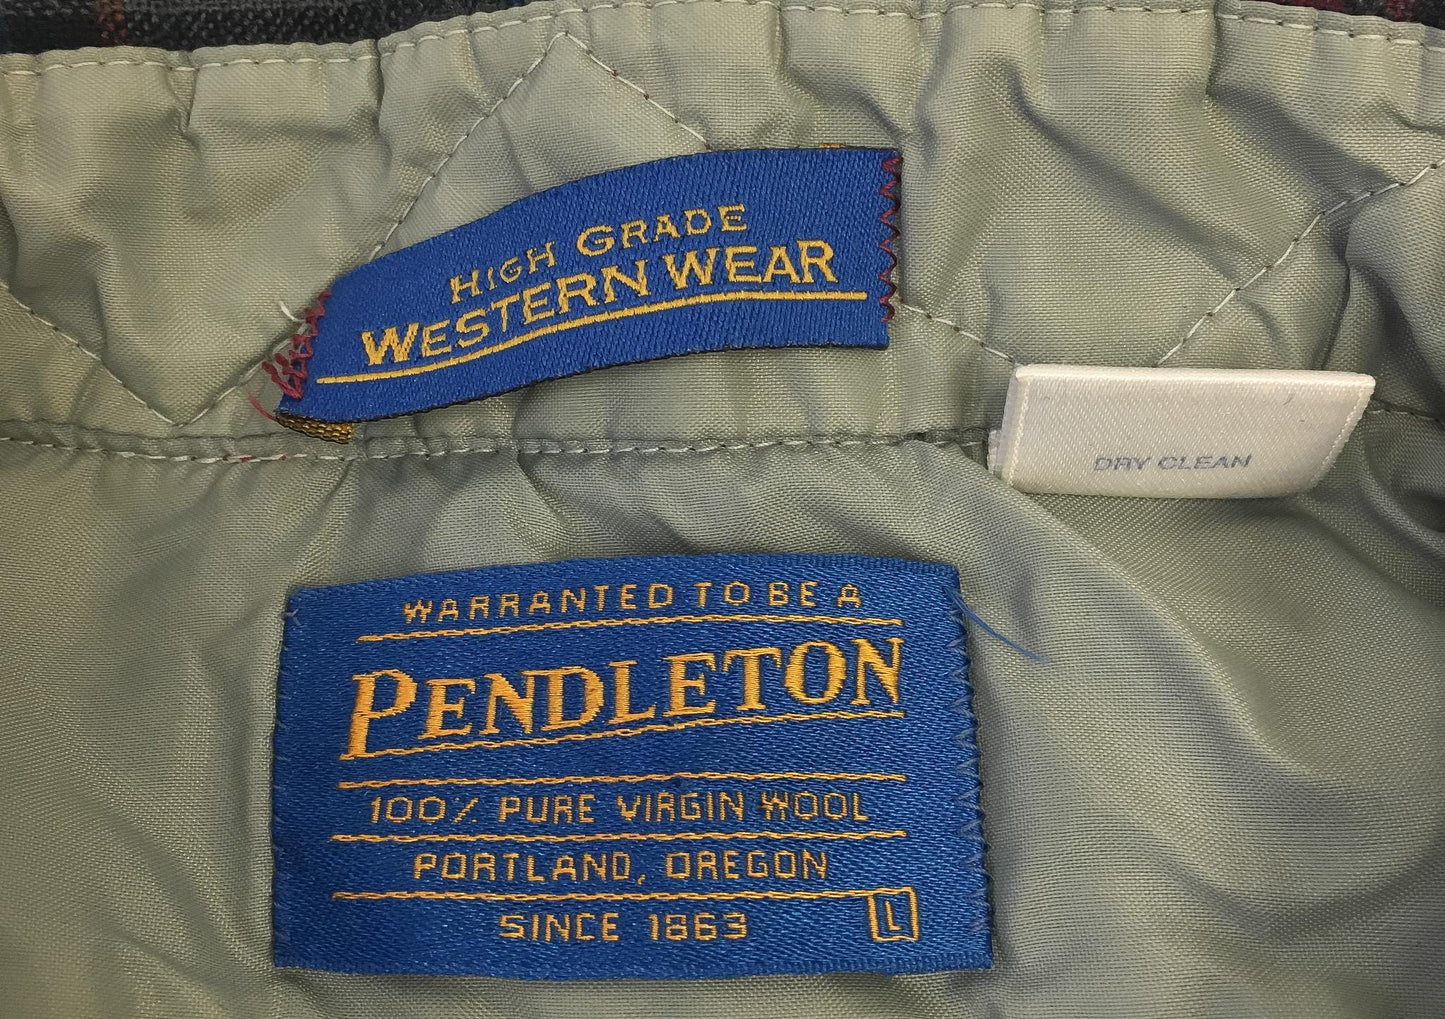 HIGH GRADE
WESTERN WEAR
DRY CLEAN
WARRANTED TO BE A
PENDLETON
100% PURE VIRGIN WOOL
PORTLAND, OREGON
SINCE 1863 L